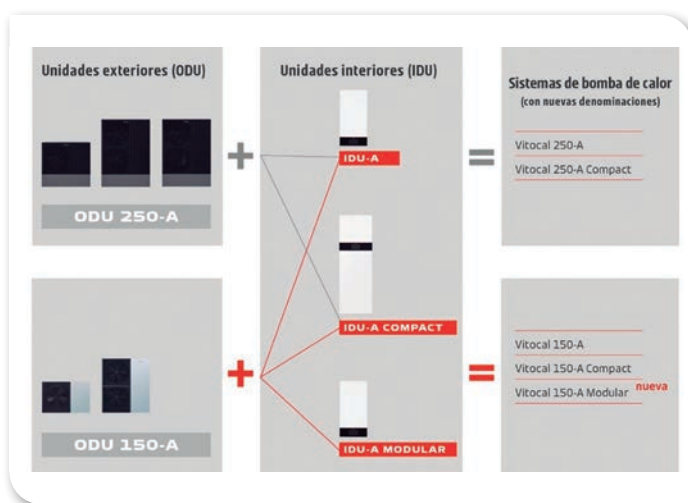 Unidades exteriores (ODU)
ODU 250-A
ODU 150-A
+
+
Unidades interiores (IDU)
IDU-A
IDU-A COMPACT
IDU-A MODULAR
=
=
Sistemas de bomba de calor
(con nuevas denominaciones)
Vitocal 250-A
Vitocal 250-A Compact
Vitocal 150-A
Vitocal 150-A Compact
Vitocal 150-A Modular nueva